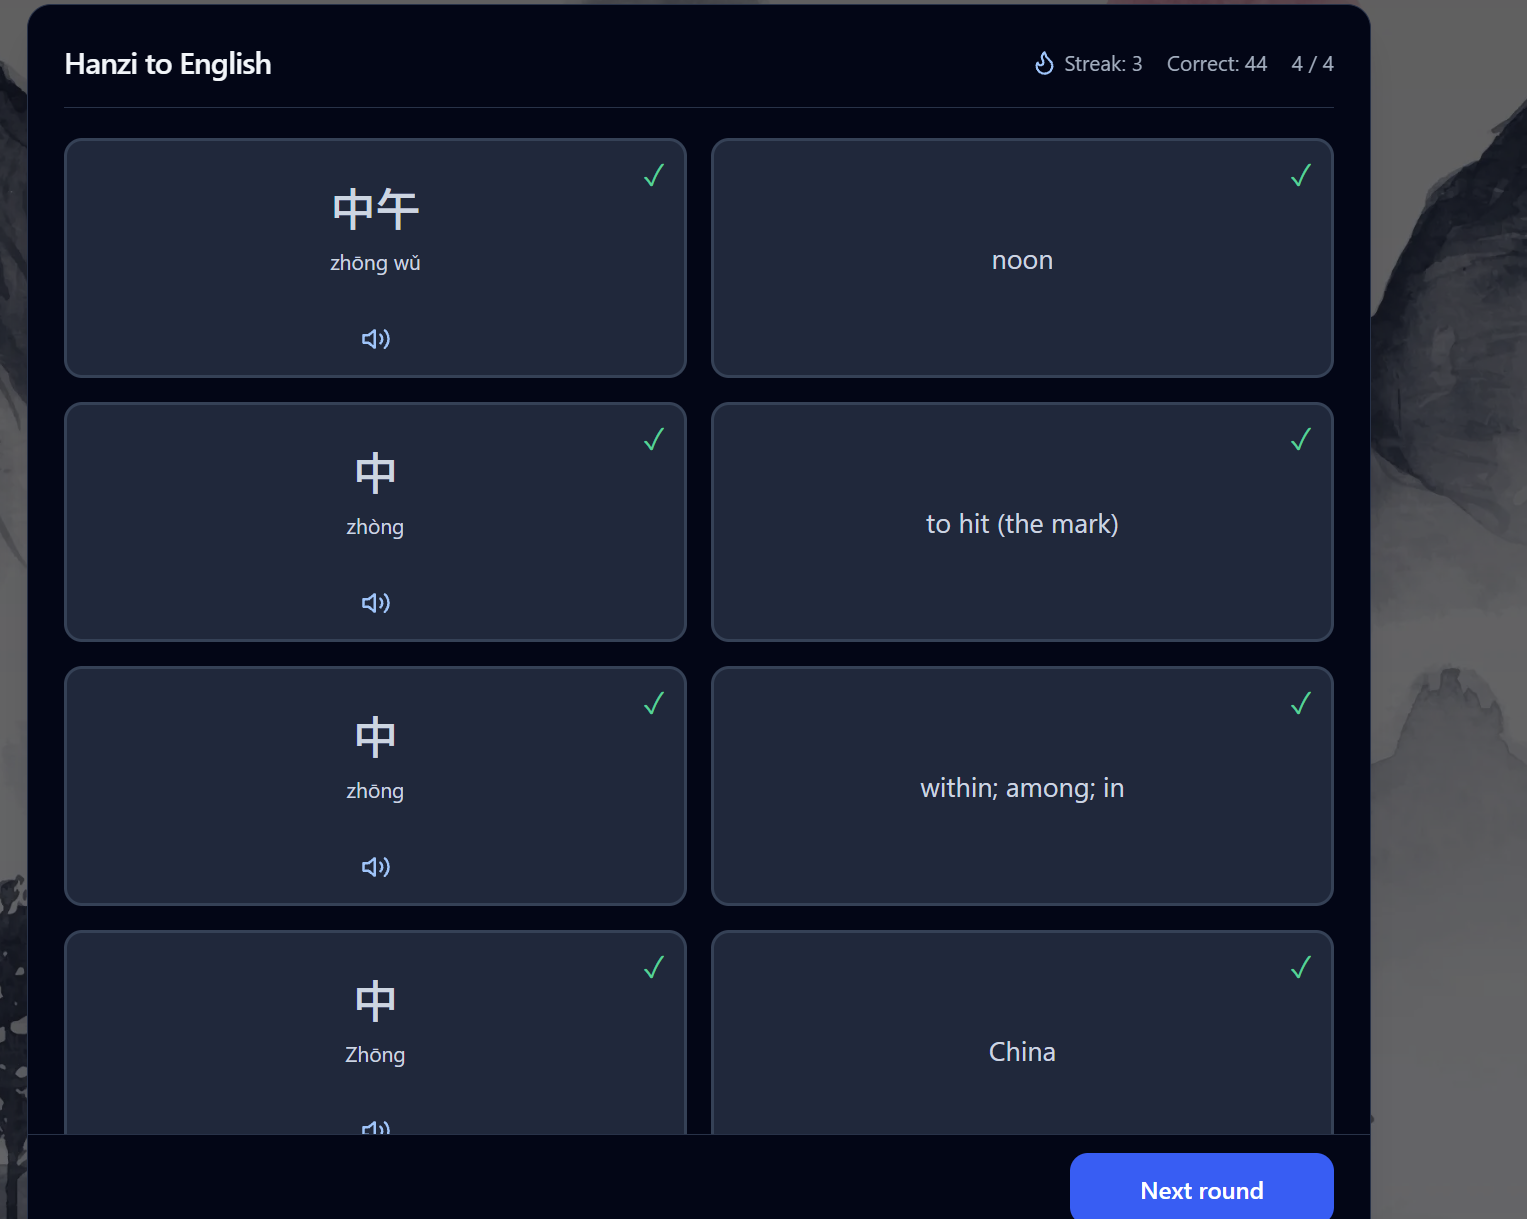 Hanzi to English
Streak: 3 Correct: 44 4 / 4
中午
zhōng wǔ
noon
中
zhòng
to hit (the mark)
中
zhōng
within; among; in
中
Zhōng
China
Next round